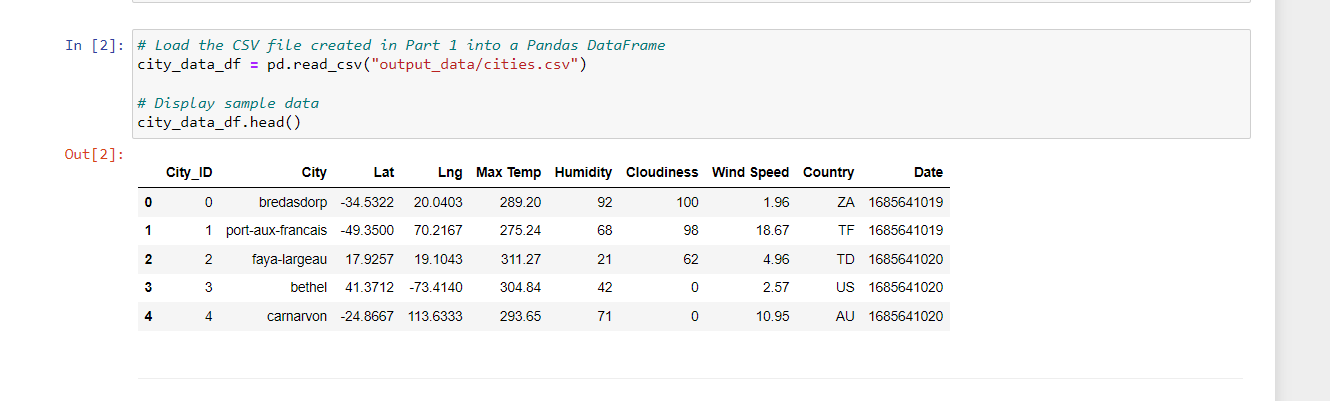 In [2]: # Load the CSV file created in Part 1 into a Pandas DataFrame
city_data_df = pd.read_csv("output_data/cities.csv")
# Display sample data
city_data_df.head()
Out[2]:
City_ID City Lat Lng Max Temp Humidity Cloudiness Wind Speed Country Date
0 0 bredasdorp -34.5322 20.0403 289.20 92 100 1.96 ZA 1685641019
1 1 port-aux-francais -49.3500 70.2167 275.24 68 98 18.67 TF 1685641019
2 2 faya-largeau 17.9257 19.1043 311.27 21 62 4.96 TD 1685641020
3 3 bethel 41.3712 -73.4140 304.84 42 0 2.57 US 1685641020
4 4 carnarvon -24.8667 113.6333 293.65 71 0 10.95 AU 1685641020